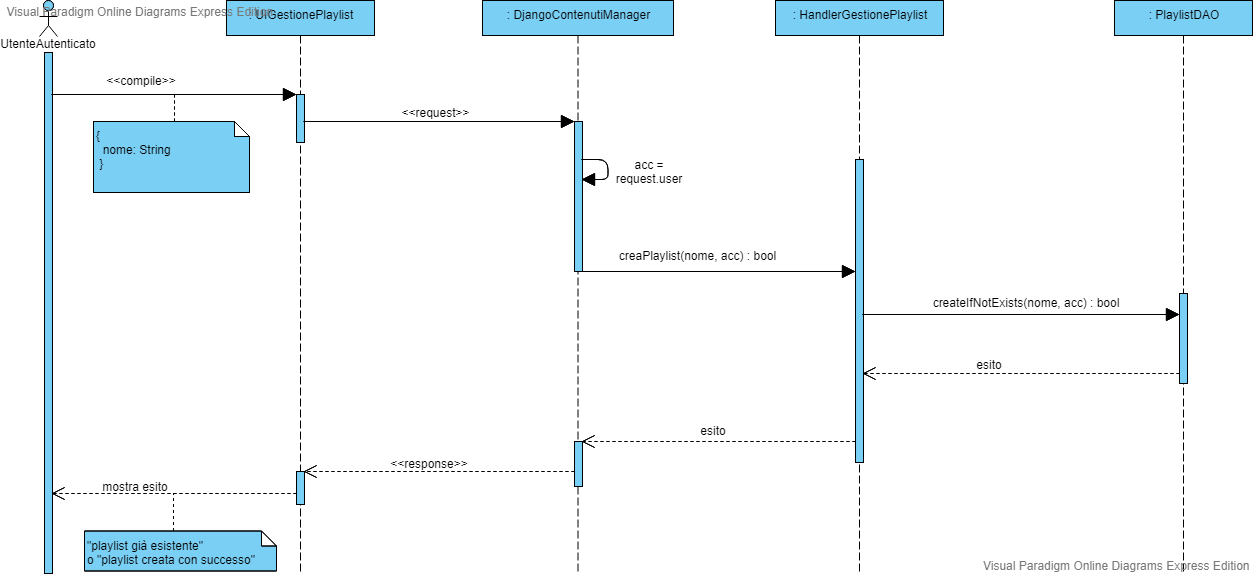 Visual Paradigm Online Diagrams Express Edition
: UIGestionePlaylist
: DjangoContenutiManager
: HandlerGestionePlaylist
: PlaylistDAO
UtenteAutenticato
<<compile>>
<<request>>
{
nome: String
}
acc =
request.user
creaPlaylist(nome, acc) : bool
createIfNotExists(nome, acc) : bool
esito
esito
<<response>>
mostra esito
"playlist già esistente"
o "playlist creata con successo"
Visual Paradigm Online Diagrams Express Edition